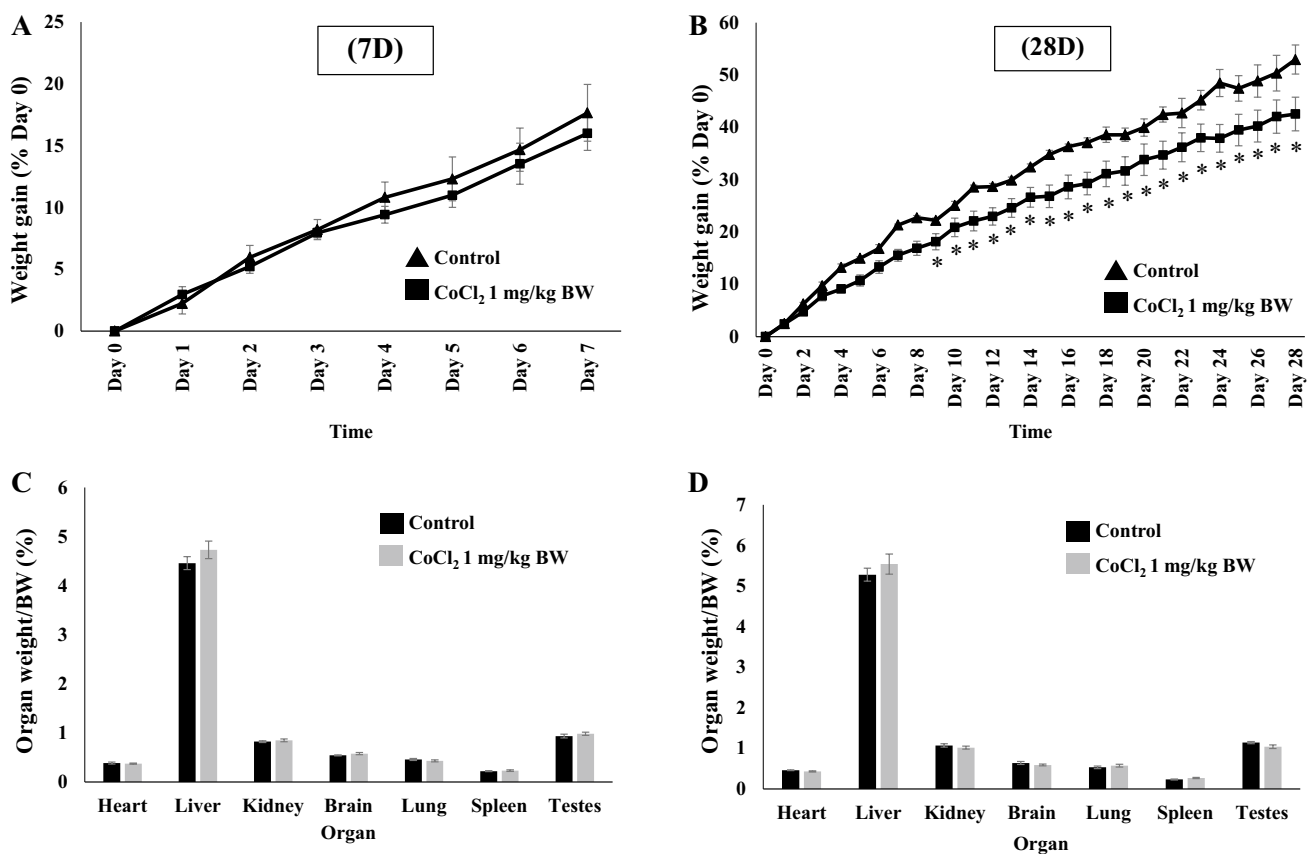 A
(7D)
25
20
15
10
5
0
Weight gain (% Day 0)
Control
CoCl₂ 1 mg/kg BW
Day 0
Day 1
Day 2
Day 3
Day 4
Day 5
Day 6
Day 7
Time
B
(28D)
60
50
40
30
20
10
0
Weight gain (% Day 0)
* * * * * * * * * * * * * * * * * * * *
Control
CoCl₂ 1 mg/kg BW
Day 0
Day 2
Day 4
Day 6
Day 8
Day 10
Day 12
Day 14
Day 16
Day 18
Day 20
Day 22
Day 24
Day 26
Day 28
Time
C
6
5
4
3
2
1
0
Organ weight/BW (%)
Control
CoCl₂ 1 mg/kg BW
Heart Liver Kidney Brain Lung Spleen Testes
Organ
D
7
6
5
4
3
2
1
0
Organ weight/BW (%)
Control
CoCl₂ 1 mg/kg BW
Heart Liver Kidney Brain Lung Spleen Testes
Organ